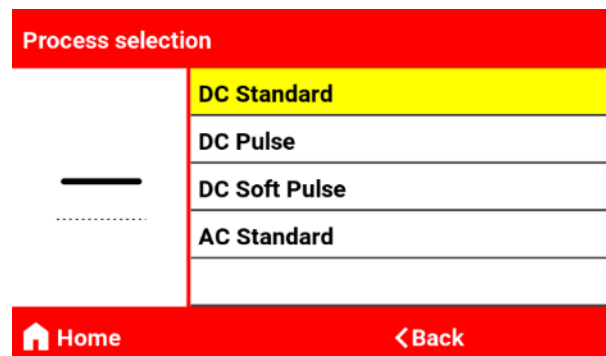 Process selection
DC Standard
DC Pulse
DC Soft Pulse
AC Standard
Home
Back